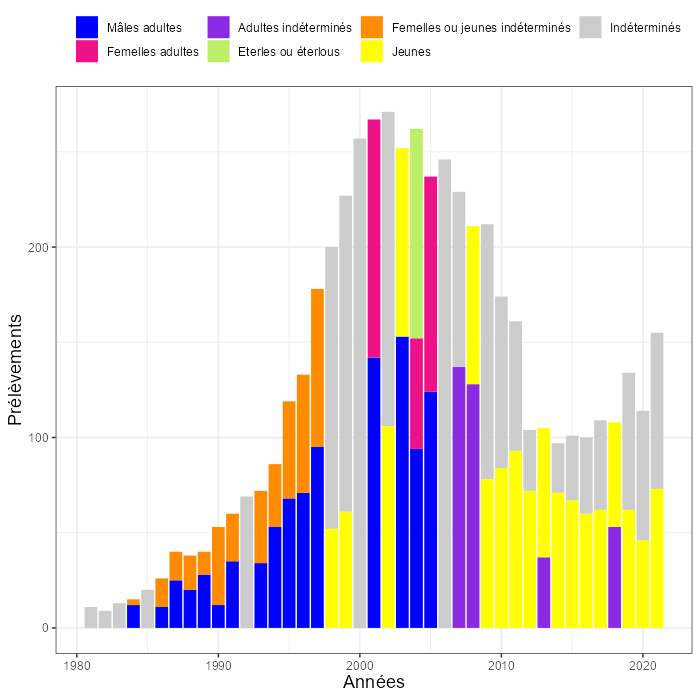 Mâles adultes Adultes indéterminés Femelles ou jeunes indéterminés Indéterminés
Femelles adultes Eterles ou éterlous Jeunes
Prélèvements
200
100
0
1980 1990 2000 2010 2020
Années